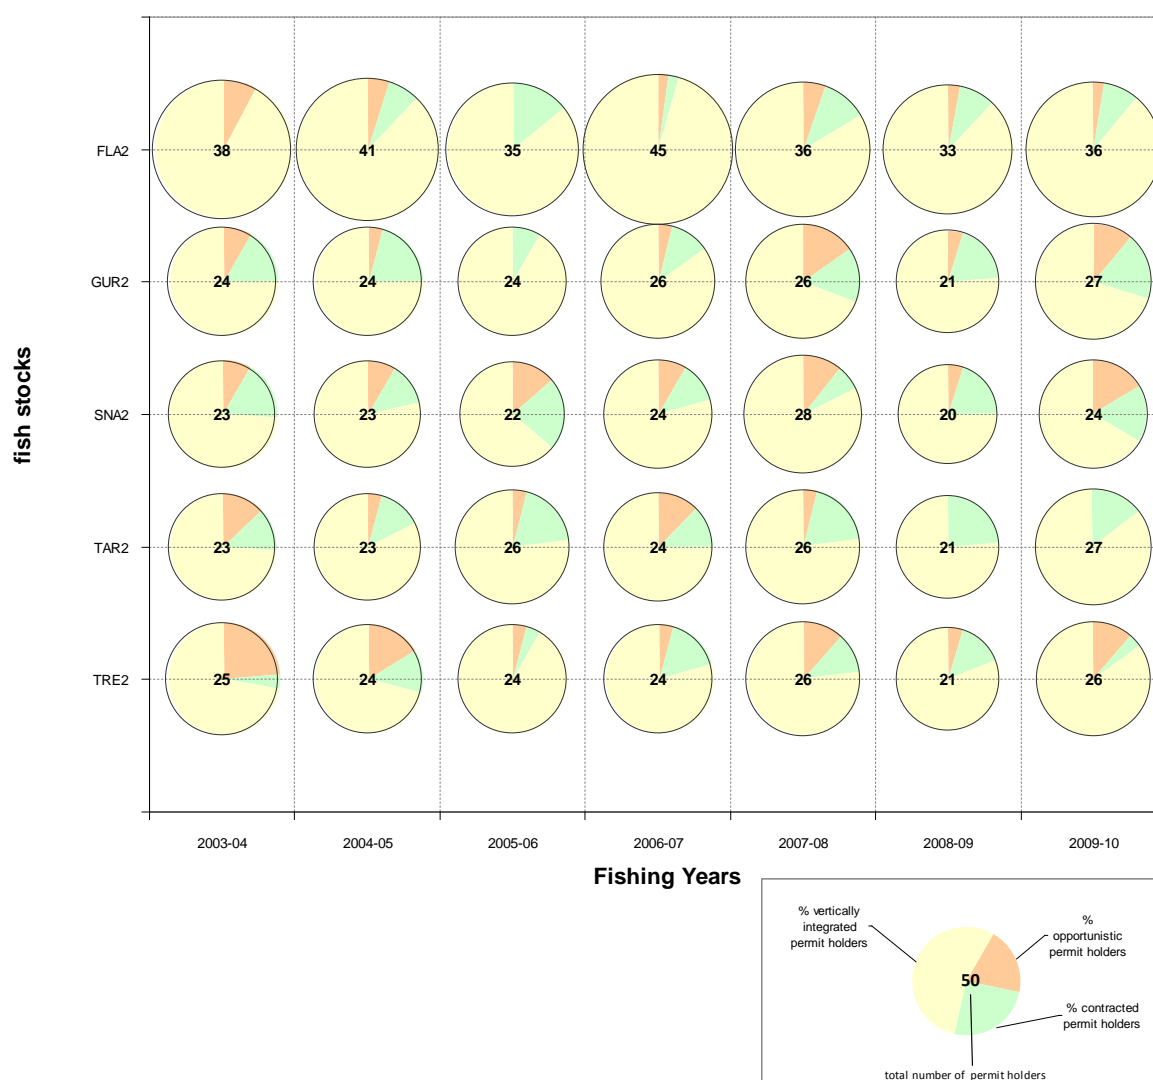 fish stocks
FLA2 38 41 35 45 36 33 36
GUR2 24 24 24 26 26 21 27
SNA2 23 23 22 24 28 20 24
TAR2 23 23 26 24 26 21 27
TRE2 25 24 24 24 26 21 26
2003-04 2004-05 2005-06 2006-07 2007-08 2008-09 2009-10
Fishing Years
% vertically
integrated
permit holders
%
opportunistic
permit holders
50
% contracted
permit holders
total number of permit holders